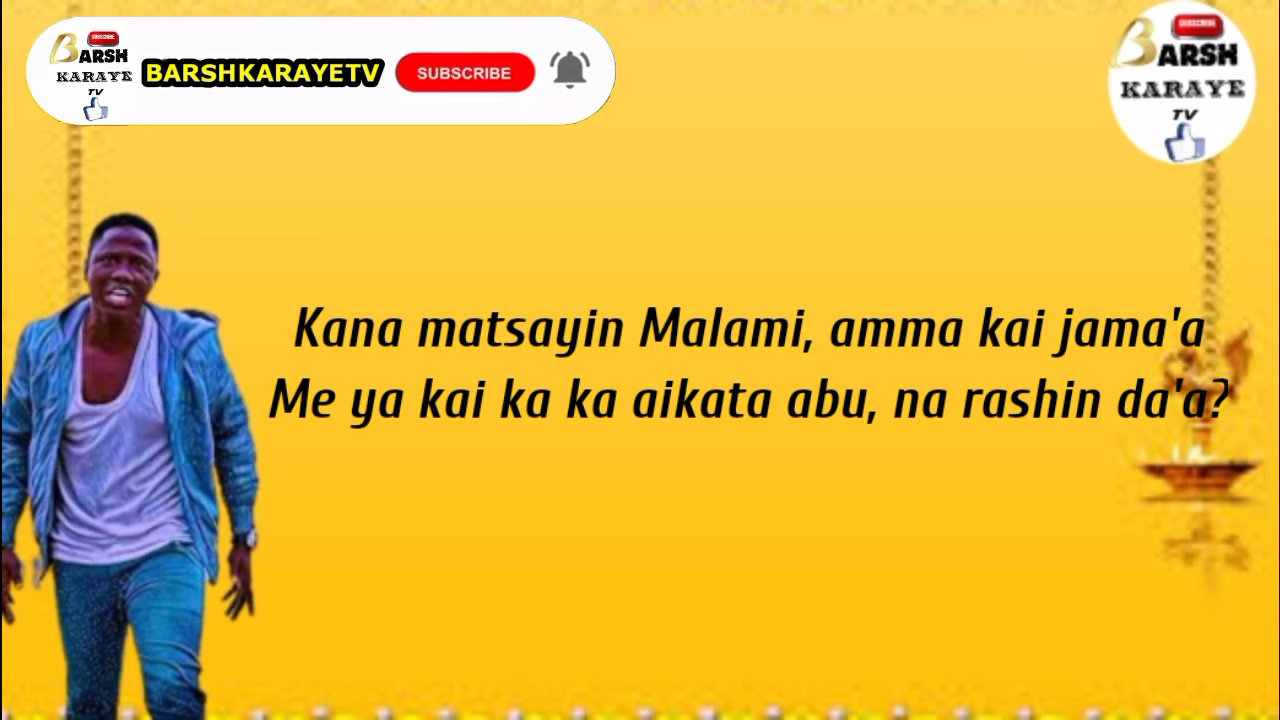 BARSH
KARAYE
TV
BARSHKARAYETV
SUBSCRIBE
SUBSCRIBE
BARSH
KARAYE
TV
Kana matsayin Malami, amma kai jama'a
Me ya kai ka ka aikata abu, na rashin da'a?